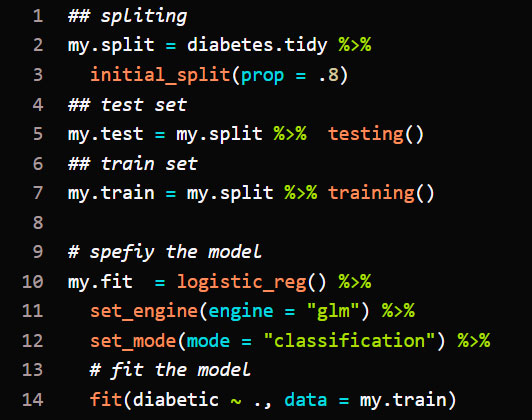 1 ## spliting
2 my.split = diabetes.tidy %>%
3   initial_split(prop = .8)
4 ## test set
5 my.test = my.split %>%  testing()
6 ## train set
7 my.train = my.split %>% training()
8
9 # spefiy the model
10 my.fit  = logistic_reg() %>%
11   set_engine(engine = "glm") %>%
12   set_mode(mode = "classification") %>%
13   # fit the model
14   fit(diabetic ~ ., data = my.train)